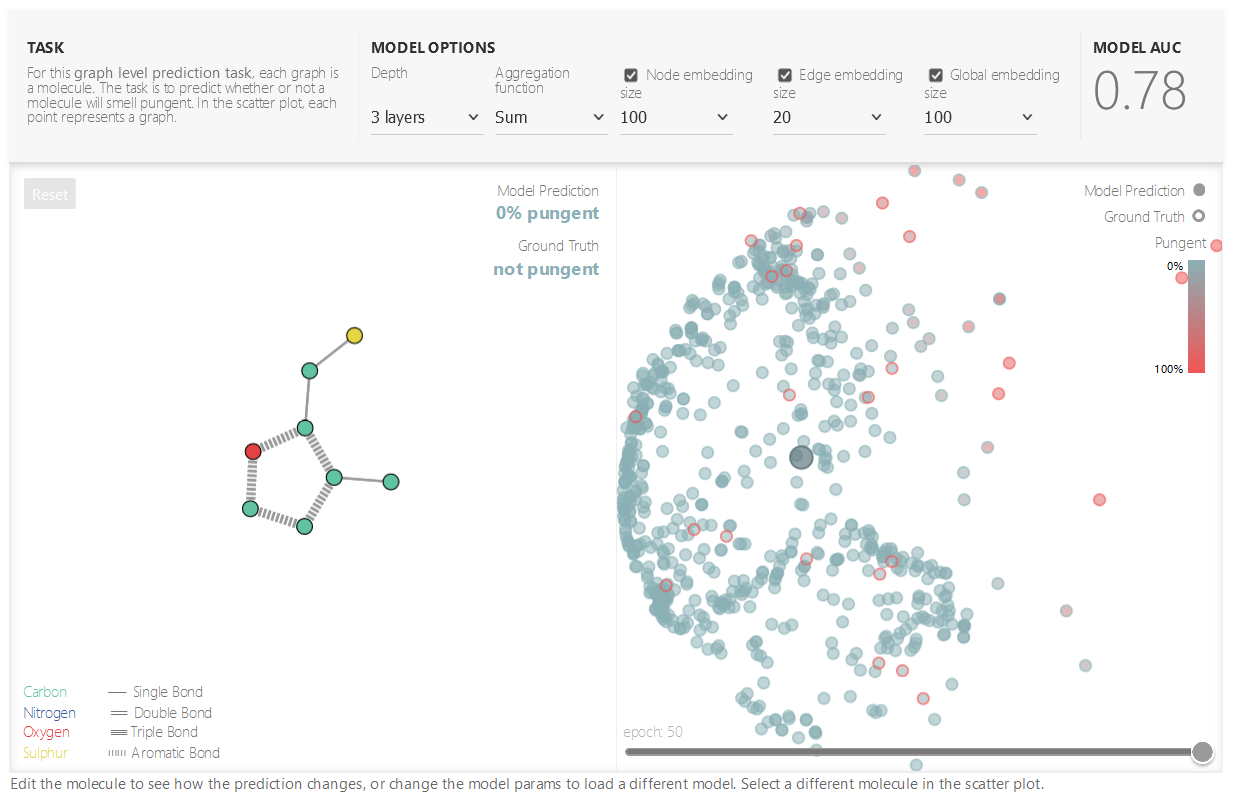 TASK
For this graph level prediction task, each graph is
a molecule. The task is to predict whether or not a
molecule will smell pungent. In the scatter plot, each
point represents a graph.
MODEL OPTIONS
Depth
3 layers
Aggregation
function
Sum
Node embedding
size
100
Edge embedding
size
20
Global embedding
size
100
MODEL AUC
0.78
Reset
Model Prediction
0% pungent
Ground Truth
not pungent
Model Prediction
Ground Truth
Pungent
0%
100%
Carbon
Single Bond
Nitrogen
Double Bond
Oxygen
Triple Bond
Sulphur
Aromatic Bond
epoch: 50
Edit the molecule to see how the prediction changes, or change the model params to load a different model. Select a different molecule in the scatter plot.